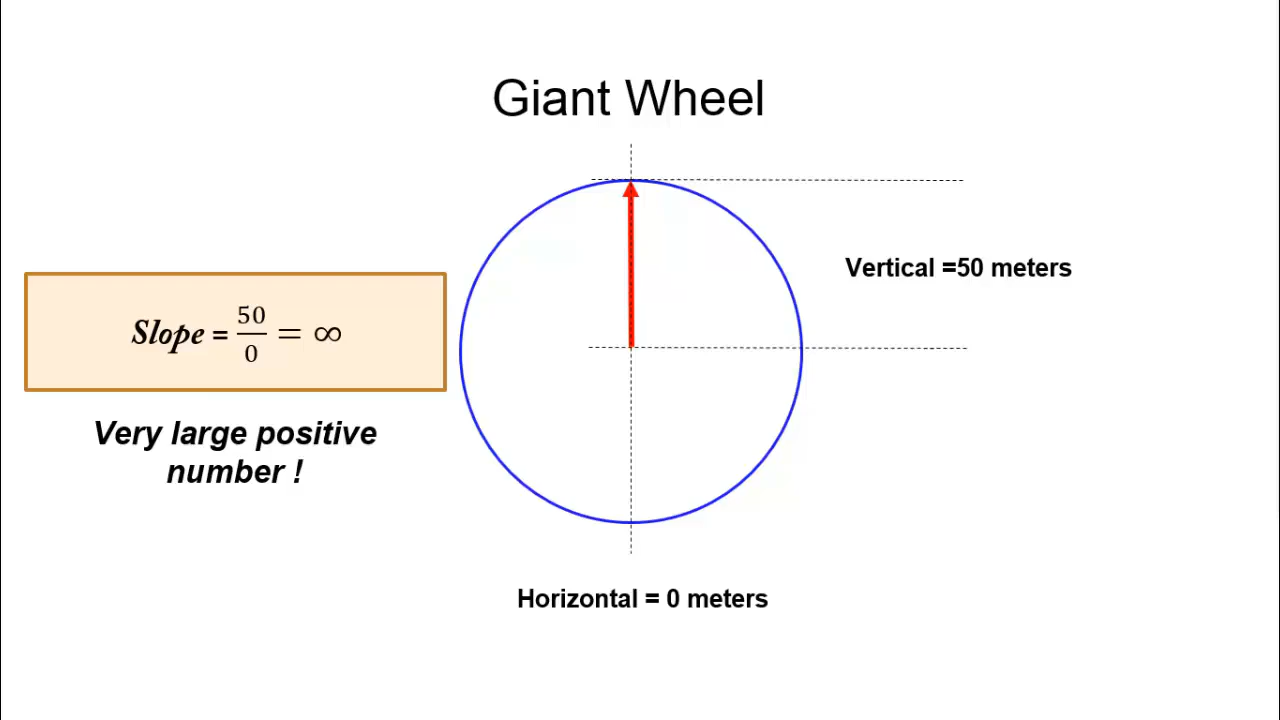 Giant Wheel
Vertical =50 meters
Slope = 50/0 = ∞
Very large positive
number !
Horizontal = 0 meters